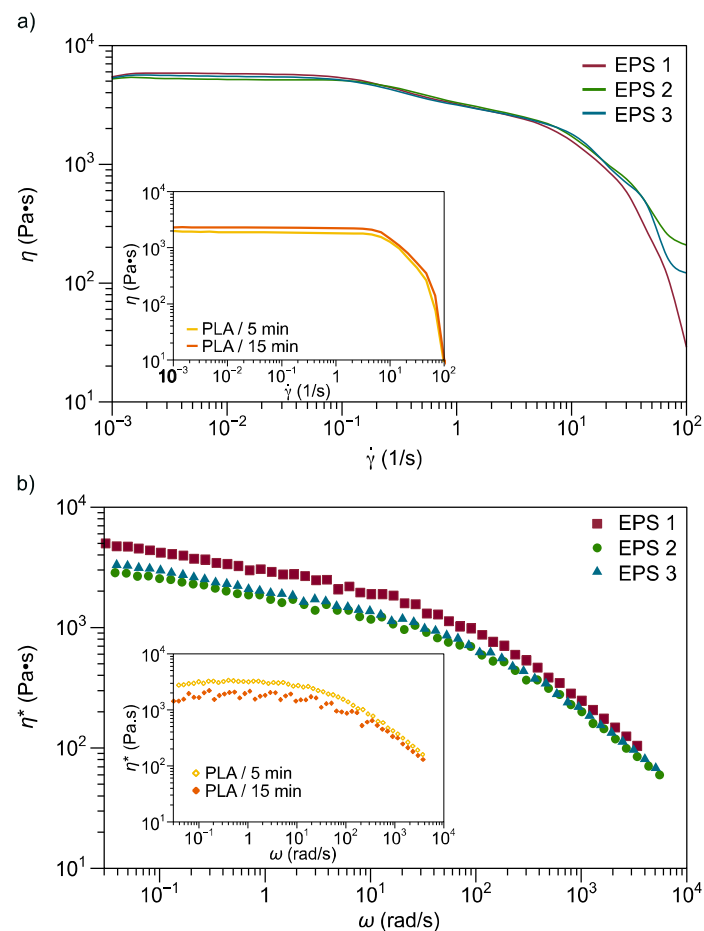 a)
10⁴
10³
10²
10¹
η (Pa•s)
EPS 1
EPS 2
EPS 3
10⁴
10³
10²
10¹
η (Pa•s)
PLA / 5 min
PLA / 15 min
10⁻³ 10⁻² 10⁻¹ 1 10¹ 10²
γ̇ (1/s)
10⁻³ 10⁻² 10⁻¹ 1 10¹ 10²
γ̇ (1/s)
b)
10⁴
10³
10²
10¹
η* (Pa•s)
EPS 1
EPS 2
EPS 3
10⁴
10³
10²
10¹
η* (Pa.s)
PLA / 5 min
PLA / 15 min
10⁻¹ 1 10¹ 10² 10³ 10⁴
ω (rad/s)
10⁻¹ 1 10¹ 10² 10³ 10⁴
ω (rad/s)